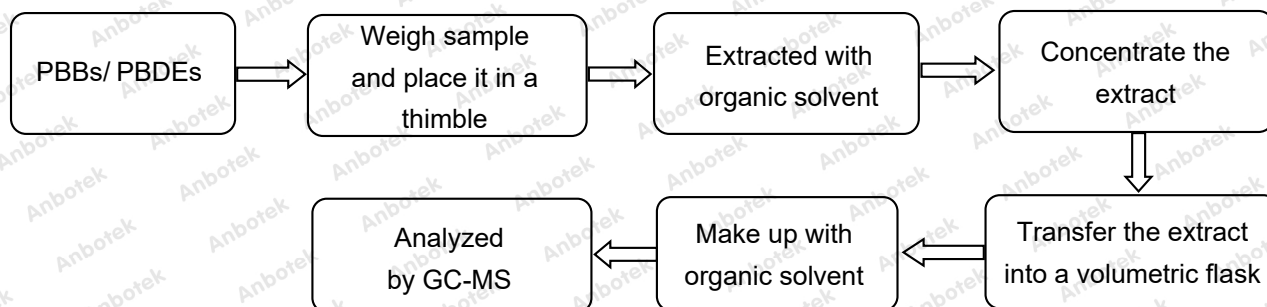 PBBs/ PBDEs
Weigh sample
and place it in a
thimble
Extracted with
organic solvent
Concentrate the
extract
Transfer the extract
into a volumetric flask
Make up with
organic solvent
Analyzed
by GC-MS
Anbotek